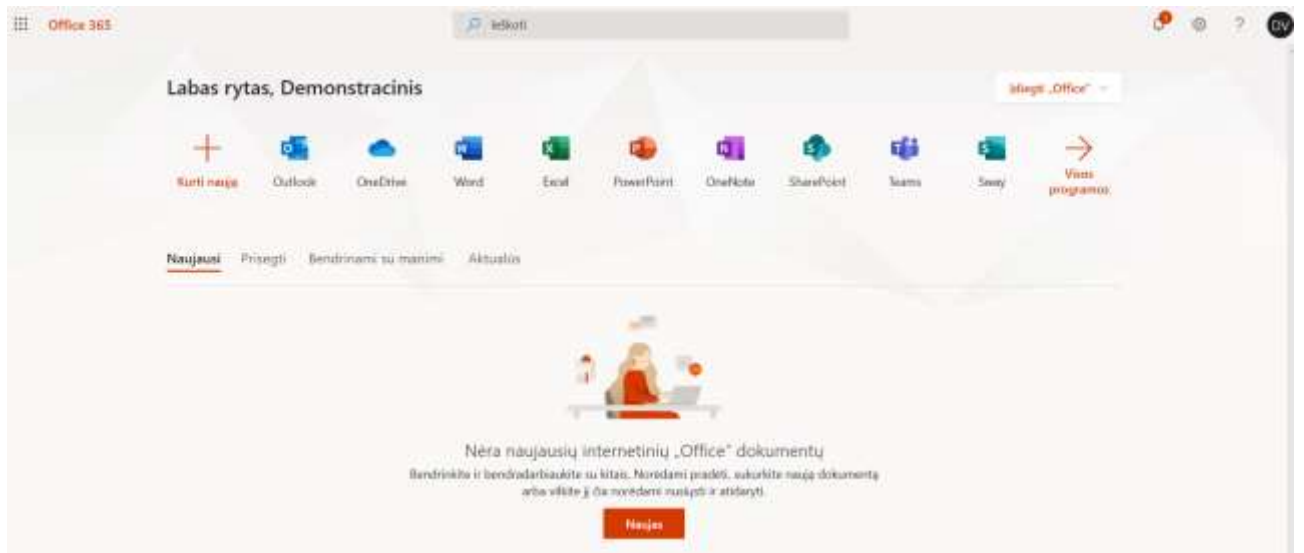 Office 365
Ieškoti
1
?
DV
Labas rytas, Demonstracinis
Įdiegti „Office"
Kurti naują
Outlook
OneDrive
Word
Excel
PowerPoint
OneNote
SharePoint
Teams
Sway
Visos
programos
Naujausi Prisegti Bendrinami su manimi Aktualūs
Nėra naujausių internetinių „Office" dokumentų
Bendrinkite ir bendradarbiaukite su kitais. Norėdami pradėti, sukurkite naują dokumentą
arba vilkite jį čia norėdami nusiųsti ir atidaryti.
Naujas